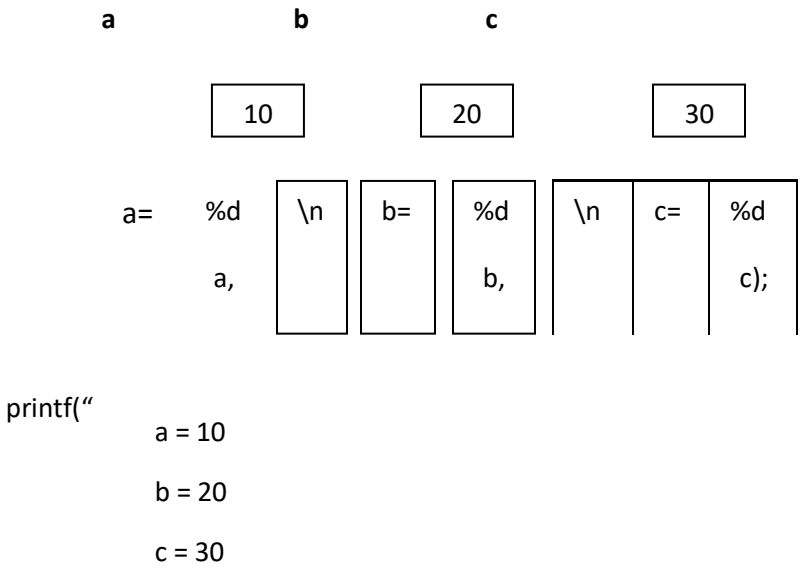 a b c
10 20 30
a= %d \n b= %d \n c= %d
a, b, c);
printf(“
a = 10
b = 20
c = 30